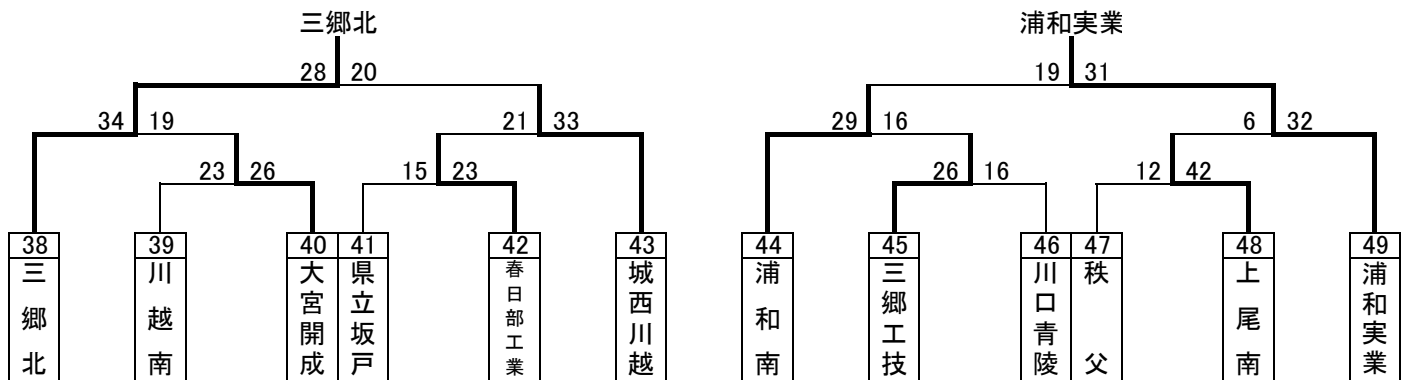 三郷北 浦和実業
28 20 19 31
34 19 21 33 29 16 6 32
23 26 15 23 26 16 12 42
38 39 40 41 42 43 44 45 46 47 48 49
三郷北 川越南 大宮開成 県立坂戸 春日部工業 城西川越 浦和南 三郷工技 川口青陵 秩父 上尾南 浦和実業